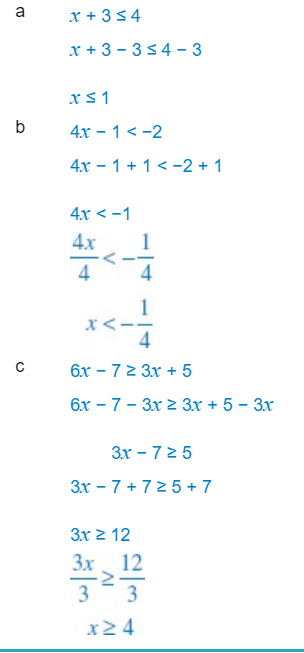 a x + 3 ≤ 4
x + 3 − 3 ≤ 4 − 3
x ≤ 1
b 4x − 1 < −2
4x − 1 + 1 < −2 + 1
4x < −1
4x/4 < −1/4
x < −1/4
c 6x − 7 ≥ 3x + 5
6x − 7 − 3x ≥ 3x + 5 − 3x
3x − 7 ≥ 5
3x − 7 + 7 ≥ 5 + 7
3x ≥ 12
3x/3 ≥ 12/3
x ≥ 4